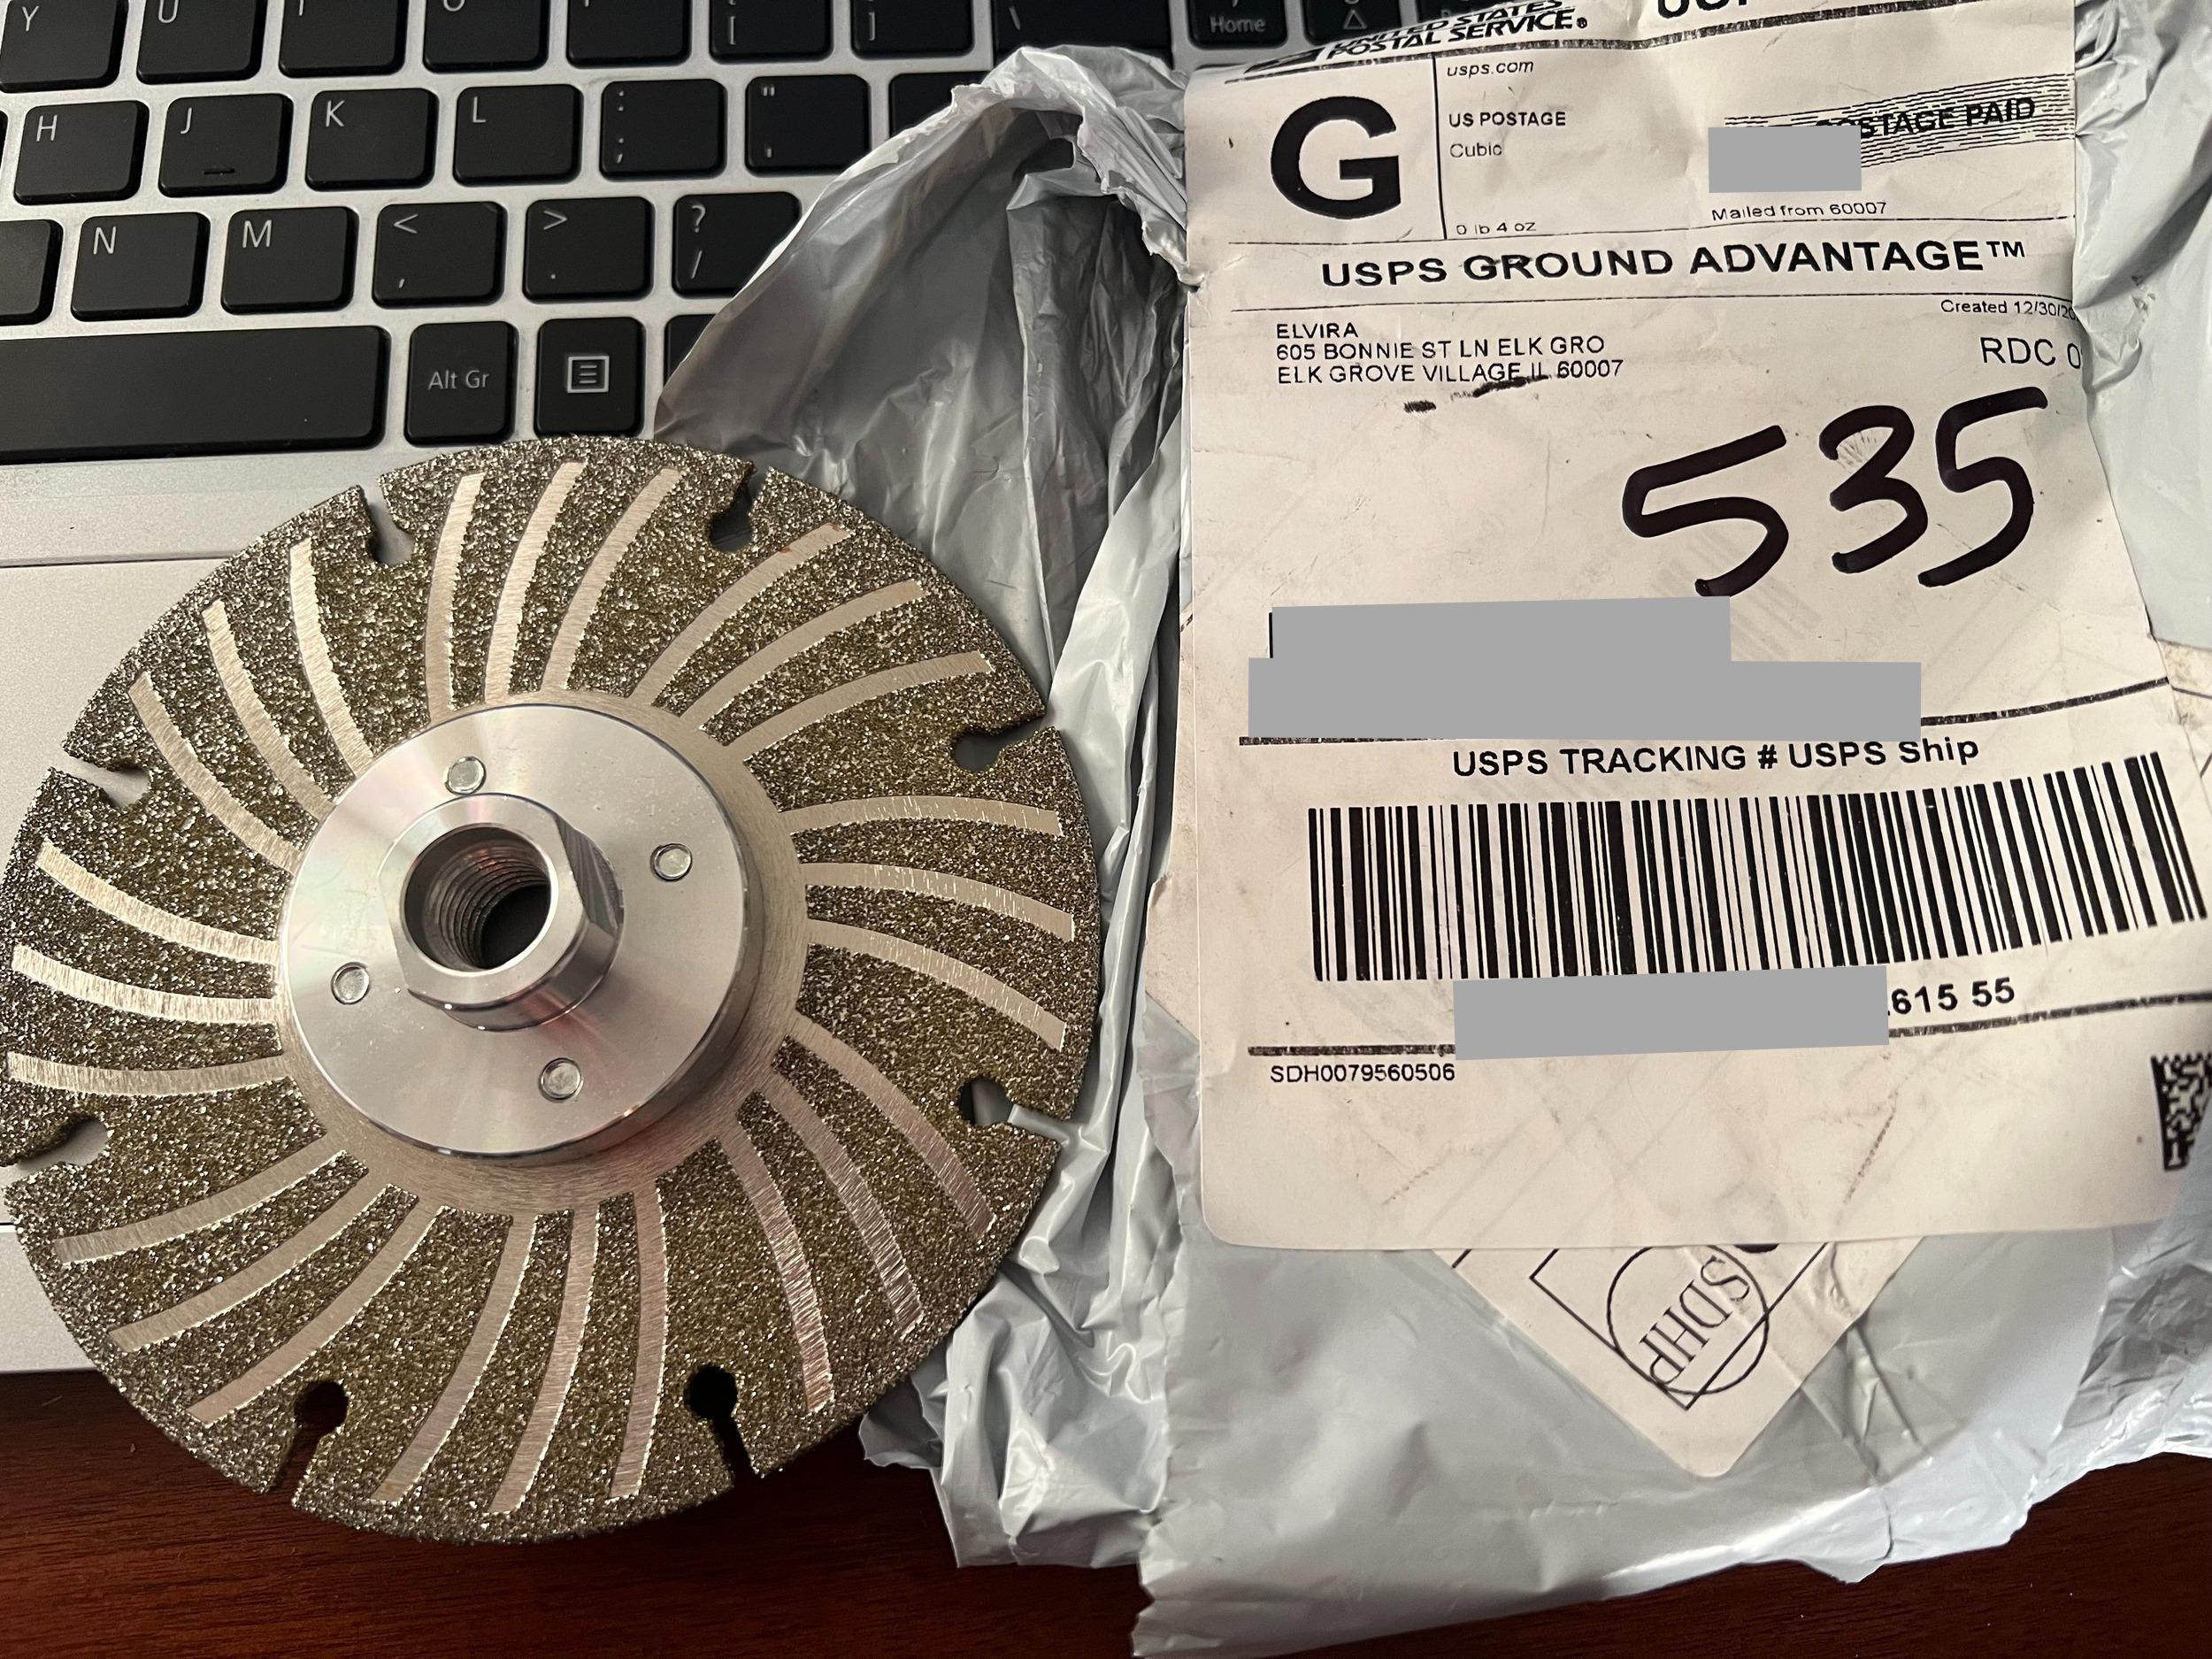 Y U
Home
H J K L : ; " '
N M < , > . ? /
Alt Gr
UNITED STATES
POSTAL SERVICE®
G
usps.com
US POSTAGE
Cubic
0 lb 4 oz
POSTAGE PAID
Mailed from 60007
USPS GROUND ADVANTAGE™
Created 12/30/20
ELVIRA
605 BONNIE ST LN ELK GRO
ELK GROVE VILLAGE IL 60007
RDC 0
535
USPS TRACKING # USPS Ship
615 55
SDH0079560506
SDHP